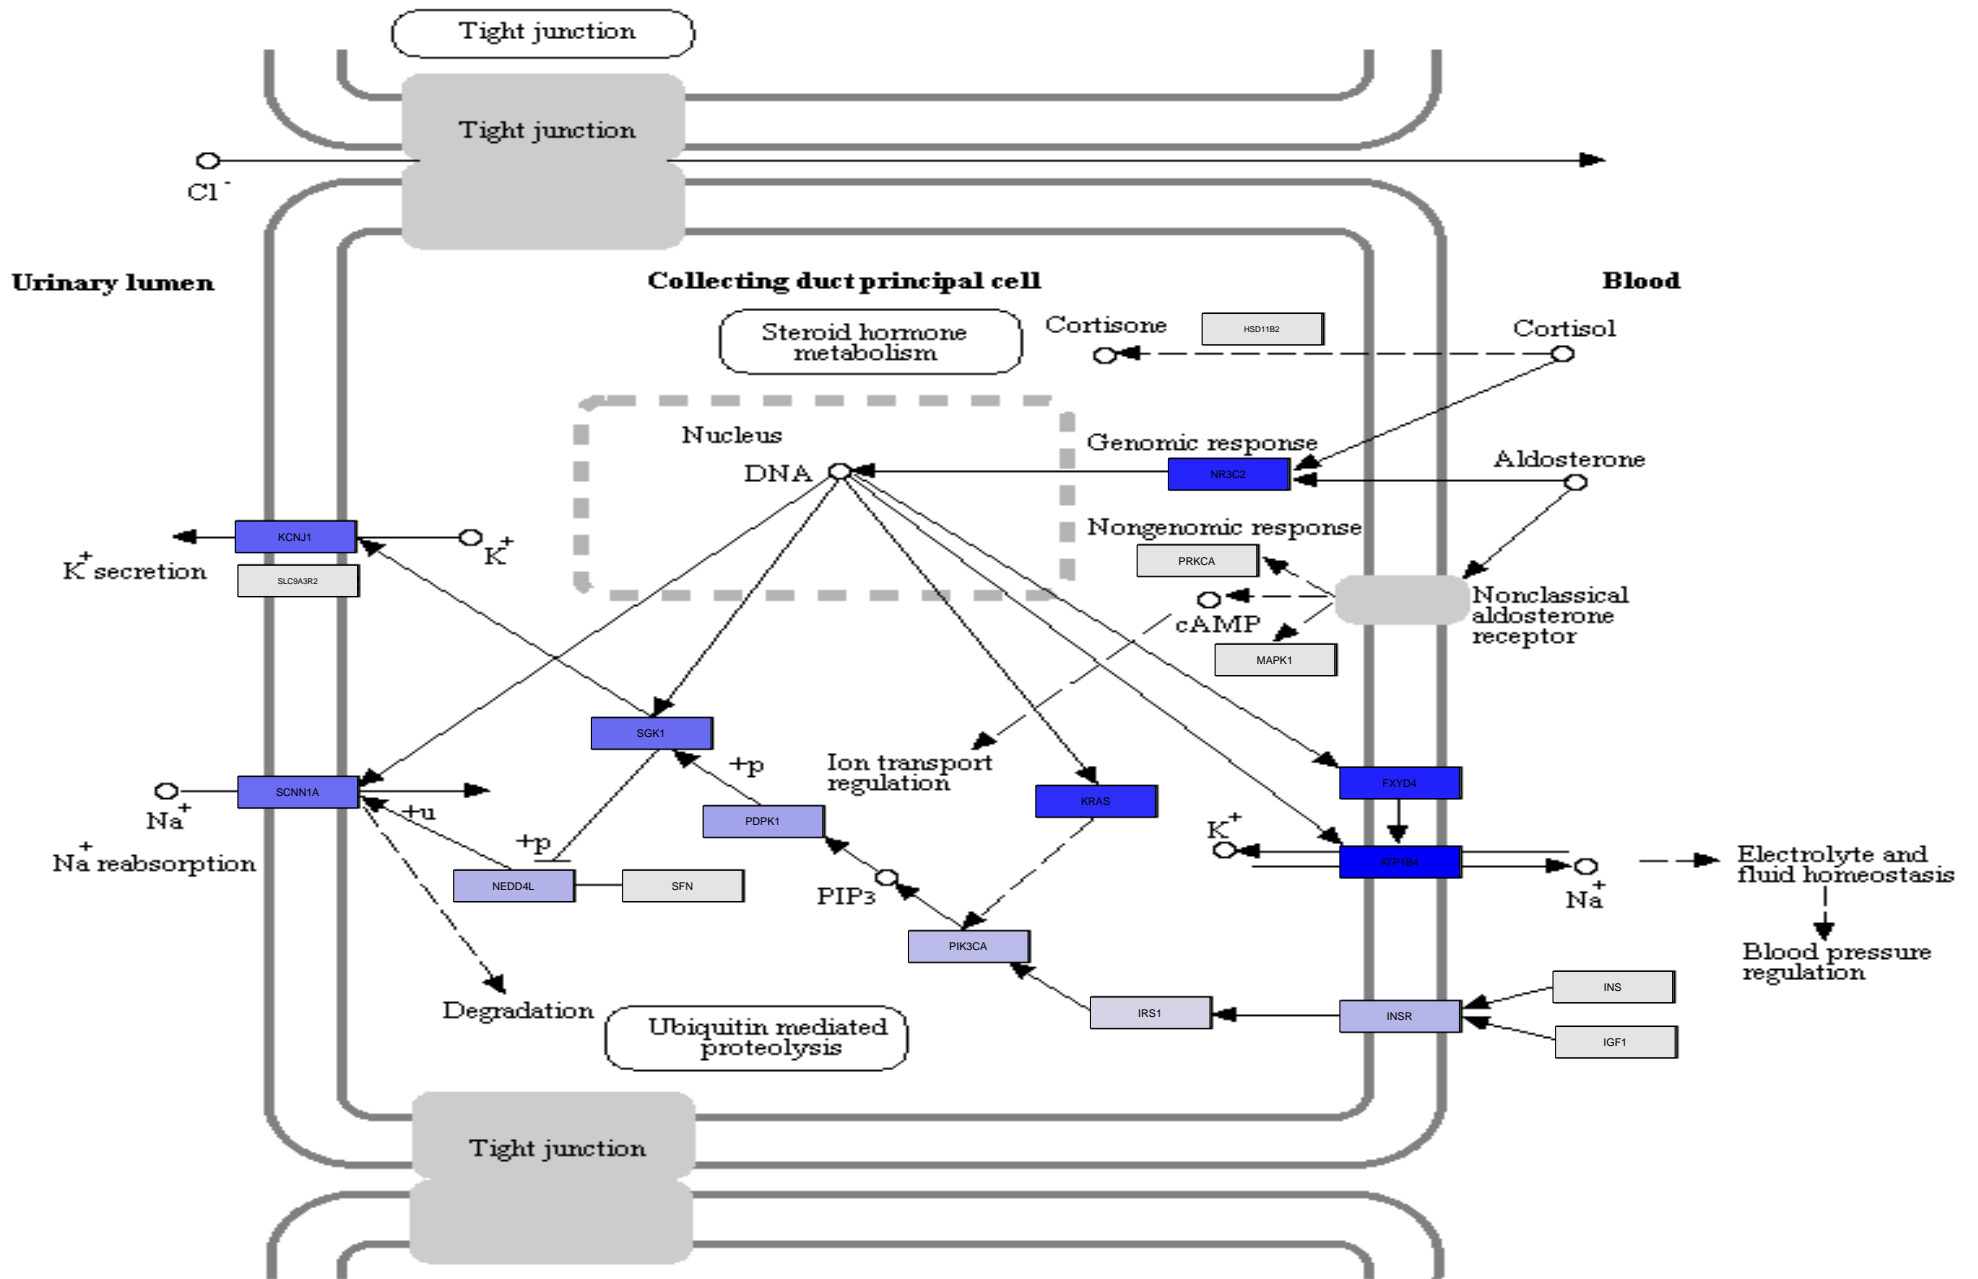 Tight junction
Tight junction
Cl -
Urinary lumen
Collecting duct principal cell
Blood
Steroid hormone
metabolism
Cortisone
HSD11B2
Cortisol
Nucleus
DNA
Genomic response
NR3C2
Aldosterone
Nongenomic response
PRKCA
cAMP
MAPK1
Nonclassical
aldosterone
receptor
KCNJ1
K+
K+ secretion
SLC9A3R2
SGK1
+p
Ion transport
regulation
KRAS
FXYD4
SCNN1A
Na+
+u
Na+ reabsorption
+p
PDPK1
K+
ATP1B4
Na+
Electrolyte and
fluid homeostasis
NEDD4L
SFN
PIP3
PIK3CA
Blood pressure
regulation
Degradation
Ubiquitin mediated
proteolysis
IRS1
INSR
INS
IGF1
Tight junction